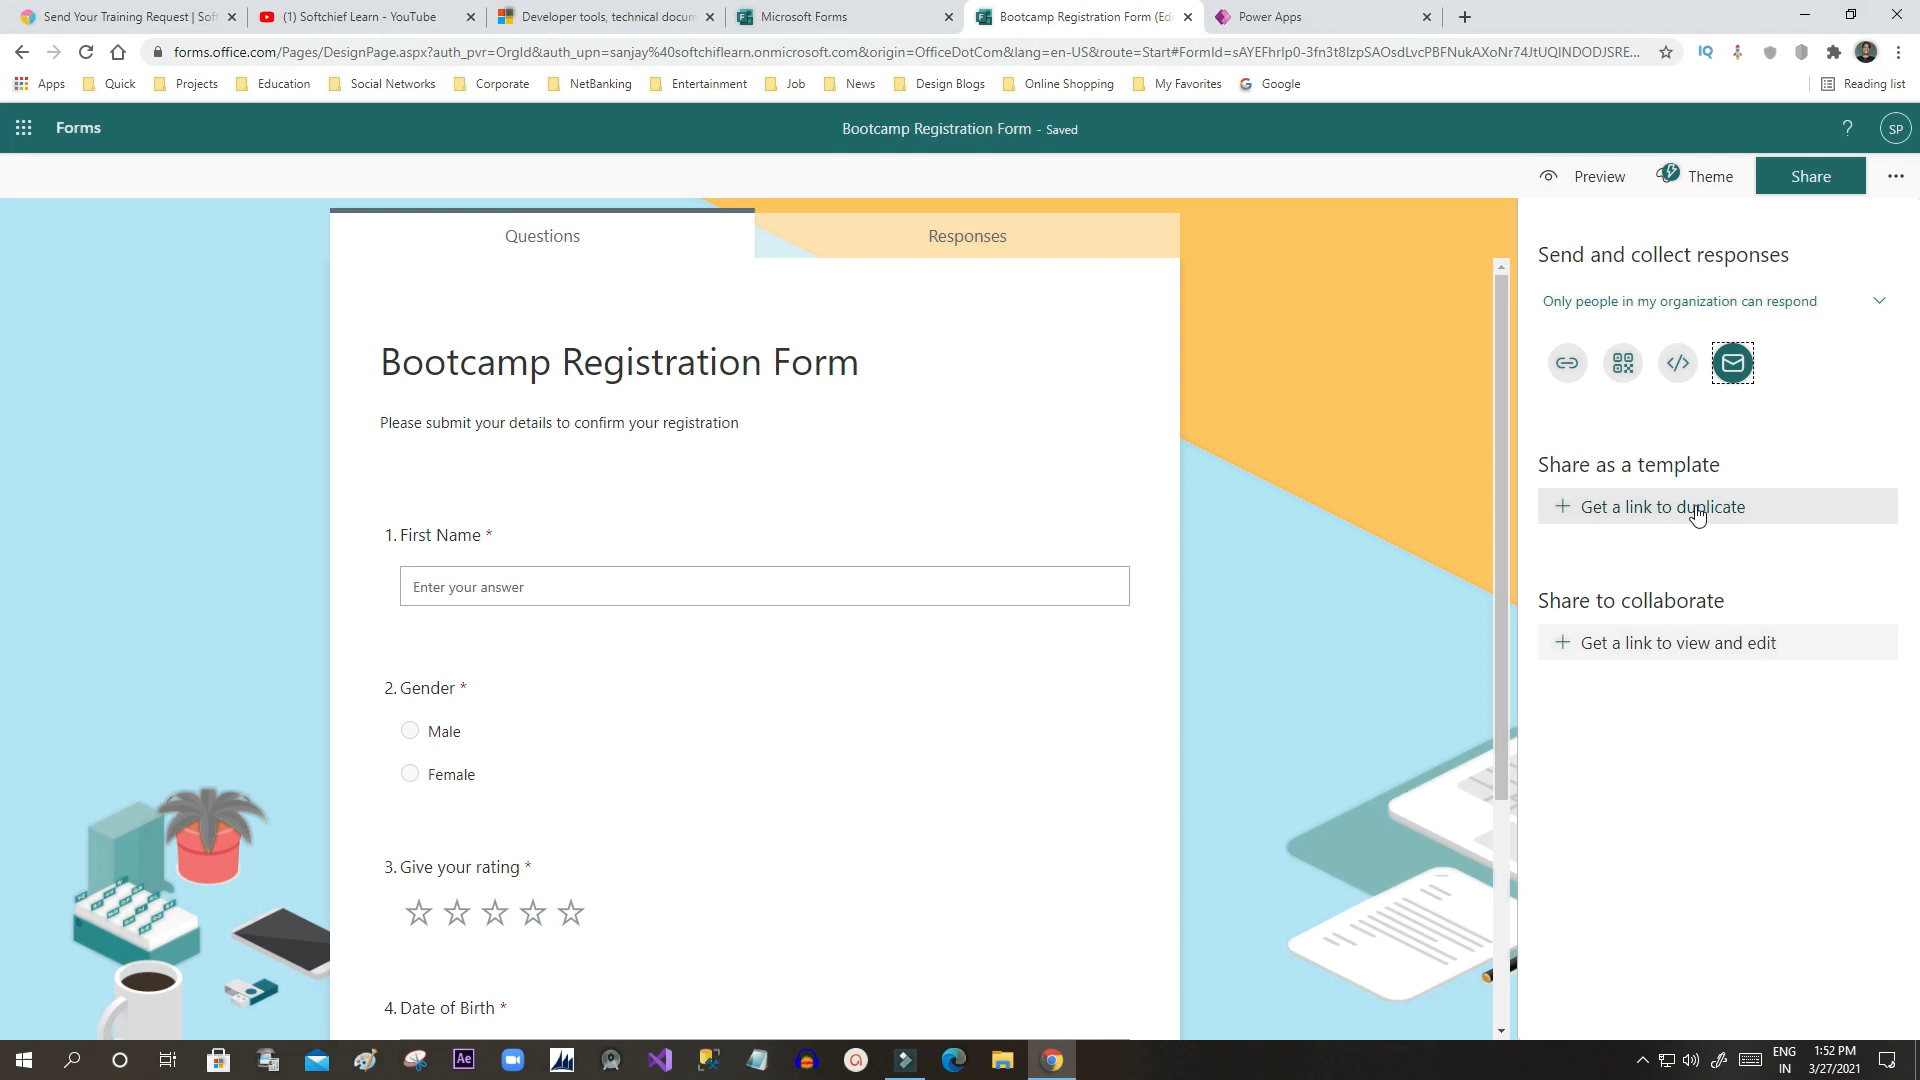 Send Your Training Request | Soft
(1) Softchief Learn - YouTube
Developer tools, technical docum
Microsoft Forms
Bootcamp Registration Form (Ed
Power Apps
forms.office.com/Pages/DesignPage.aspx?auth_pvr=OrgId&auth_upn=sanjay%40softchiflearn.onmicrosoft.com&origin=OfficeDotCom&lang=en-US&route=Start#FormId=sAYEFhrIp0-3fn3t8IzpSAOsdLvcPBFNukAXoNr74JtUQlNDODJSRE...
Apps Quick Projects Education Social Networks Corporate NetBanking Entertainment Job News Design Blogs Online Shopping My Favorites Google Reading list
Forms
Bootcamp Registration Form - Saved
? SP
Preview Theme Share
Questions Responses
Send and collect responses
Only people in my organization can respond
Bootcamp Registration Form
Please submit your details to confirm your registration
Share as a template
Get a link to duplicate
1. First Name *
Enter your answer
Share to collaborate
Get a link to view and edit
2. Gender *
Male
Female
3. Give your rating *
4. Date of Birth *
Ae
ENG
IN
1:52 PM
3/27/2021